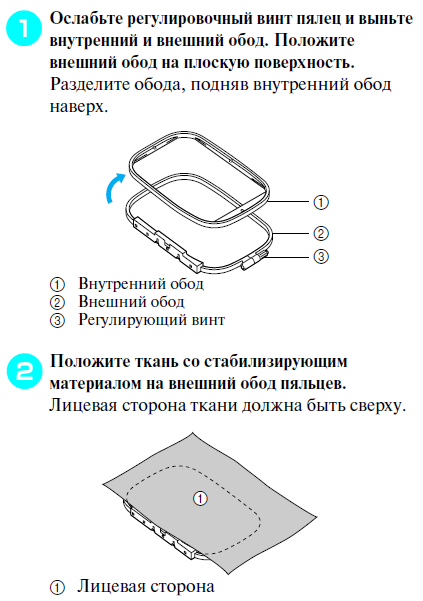 1 Ослабьте регулировочный винт пялец и выньте
внутренний и внешний обод. Положите
внешний обод на плоскую поверхность.
Разделите обода, подняв внутренний обод
наверх.
①
②
③
① Внутренний обод
② Внешний обод
③ Регулирующий винт
2 Положите ткань со стабилизирующим
материалом на внешний обод пяльцев.
Лицевая сторона ткани должна быть сверху.
①
① Лицевая сторона